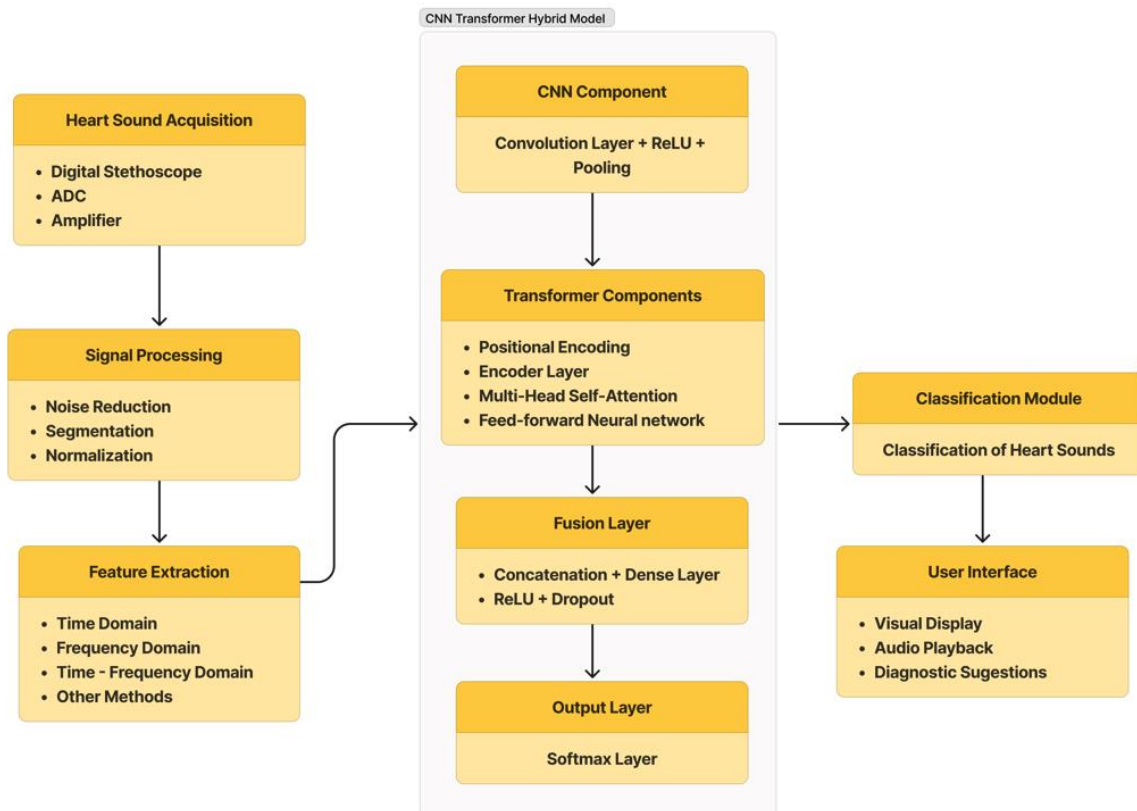 CNN Transformer Hybrid Model
Heart Sound Acquisition
• Digital Stethoscope
• ADC
• Amplifier
Signal Processing
• Noise Reduction
• Segmentation
• Normalization
Feature Extraction
• Time Domain
• Frequency Domain
• Time - Frequency Domain
• Other Methods
CNN Component
Convolution Layer + ReLU +
Pooling
Transformer Components
• Positional Encoding
• Encoder Layer
• Multi-Head Self-Attention
• Feed-forward Neural network
Fusion Layer
• Concatenation + Dense Layer
• ReLU + Dropout
Output Layer
Softmax Layer
Classification Module
Classification of Heart Sounds
User Interface
• Visual Display
• Audio Playback
• Diagnostic Sugestions